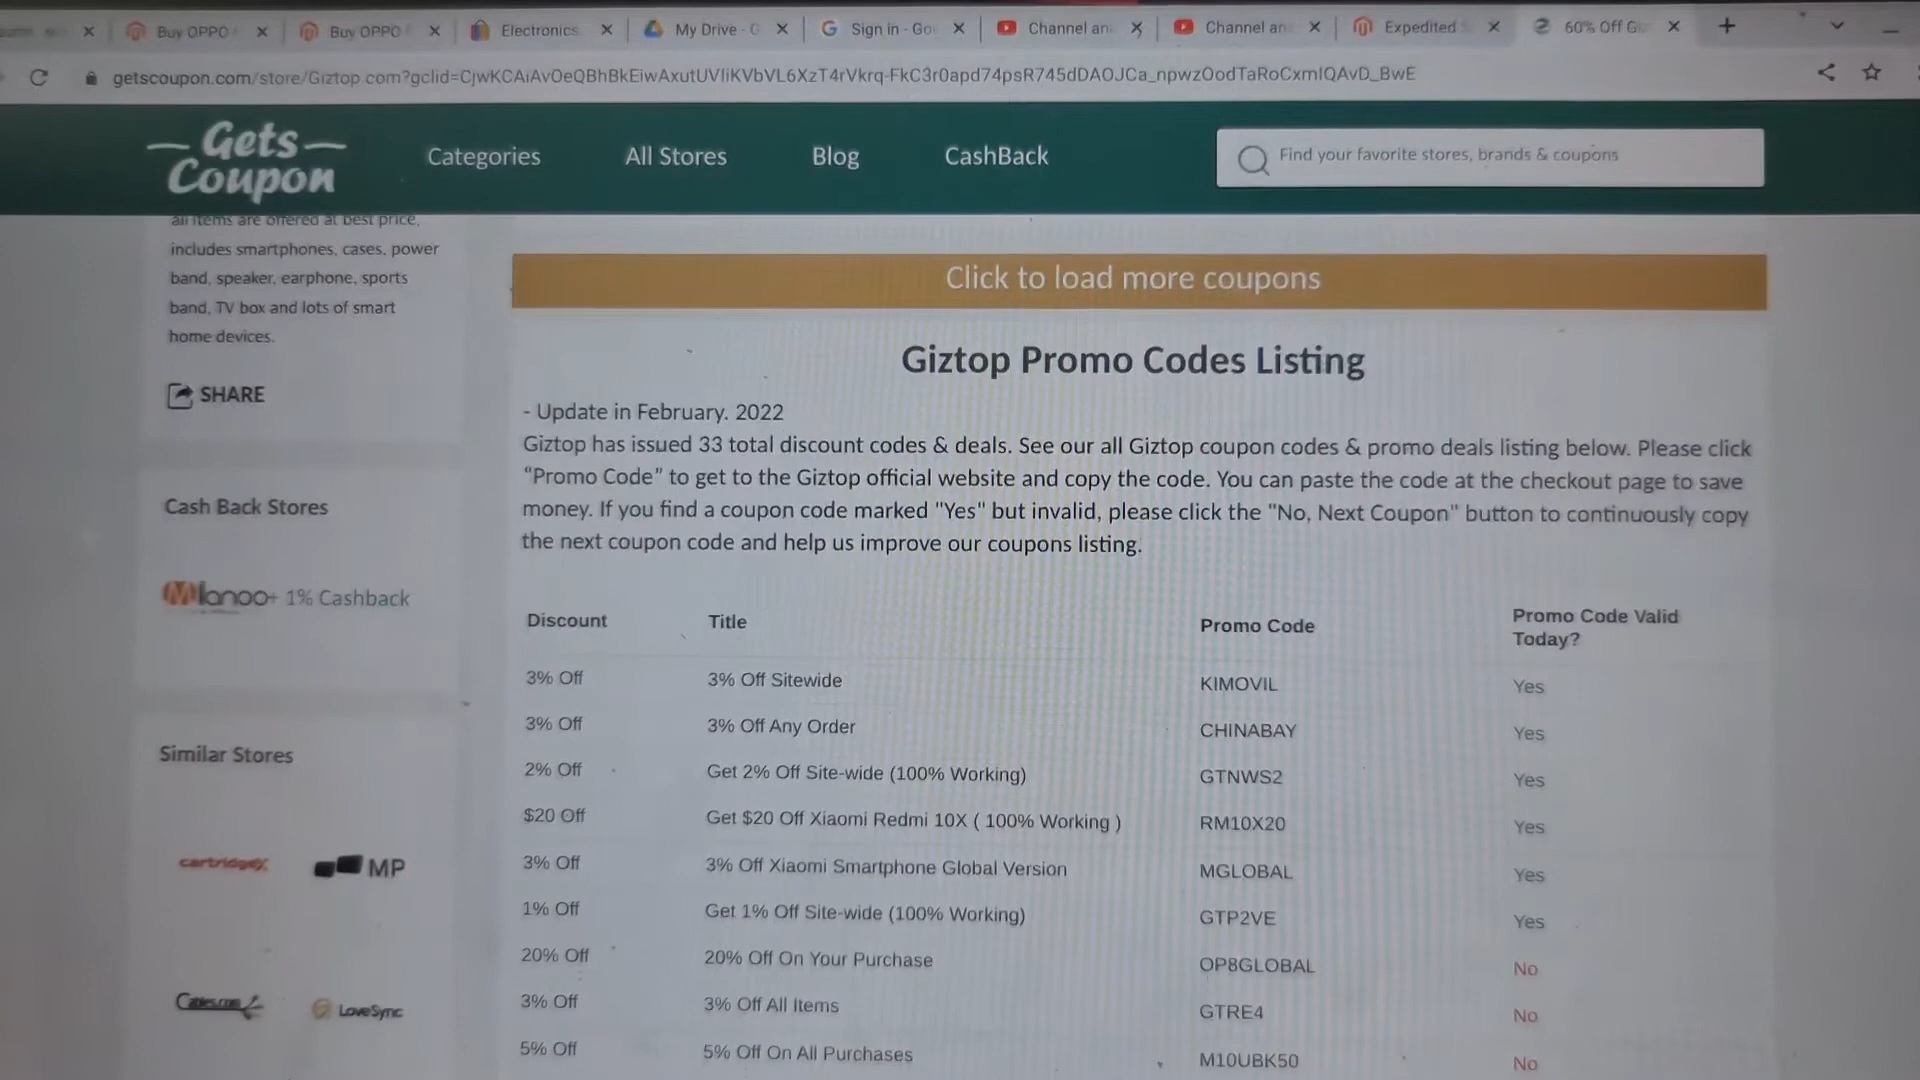 Buy OPPO
Buy OPPO
Electronics
My Drive - G
Sign in - Go
Channel an
Channel an
Expedited
60% Off Giz
getscoupon.com/store/Giztop.com?gclid=CjwKCAiAvOeQBhBkEiwAxutUVIiKVbVL6XzT4rVkrq-FkC3r0apd74psR745dDAOJCa_npwzOodTaRoCxmIQAvD_BwE
Gets
Coupon
Categories
All Stores
Blog
CashBack
Find your favorite stores, brands & coupons
all items are offered at best price,
includes smartphones, cases, power
band, speaker, earphone, sports
band, TV box and lots of smart
home devices.
SHARE
Cash Back Stores
Milanoo + 1% Cashback
Similar Stores
cartridgeX
MP
Cables.com
LoveSync
Click to load more coupons
Giztop Promo Codes Listing
- Update in February. 2022
Giztop has issued 33 total discount codes & deals. See our all Giztop coupon codes & promo deals listing below. Please click
“Promo Code” to get to the Giztop official website and copy the code. You can paste the code at the checkout page to save
money. If you find a coupon code marked "Yes" but invalid, please click the "No, Next Coupon" button to continuously copy
the next coupon code and help us improve our coupons listing.
Discount Title Promo Code Promo Code Valid
Today?
3% Off 3% Off Sitewide KIMOVIL Yes
3% Off 3% Off Any Order CHINABAY Yes
2% Off Get 2% Off Site-wide (100% Working) GTNWS2 Yes
$20 Off Get $20 Off Xiaomi Redmi 10X ( 100% Working ) RM10X20 Yes
3% Off 3% Off Xiaomi Smartphone Global Version MGLOBAL Yes
1% Off Get 1% Off Site-wide (100% Working) GTP2VE Yes
20% Off 20% Off On Your Purchase OP8GLOBAL No
3% Off 3% Off All Items GTRE4 No
5% Off 5% Off On All Purchases M10UBK50 No